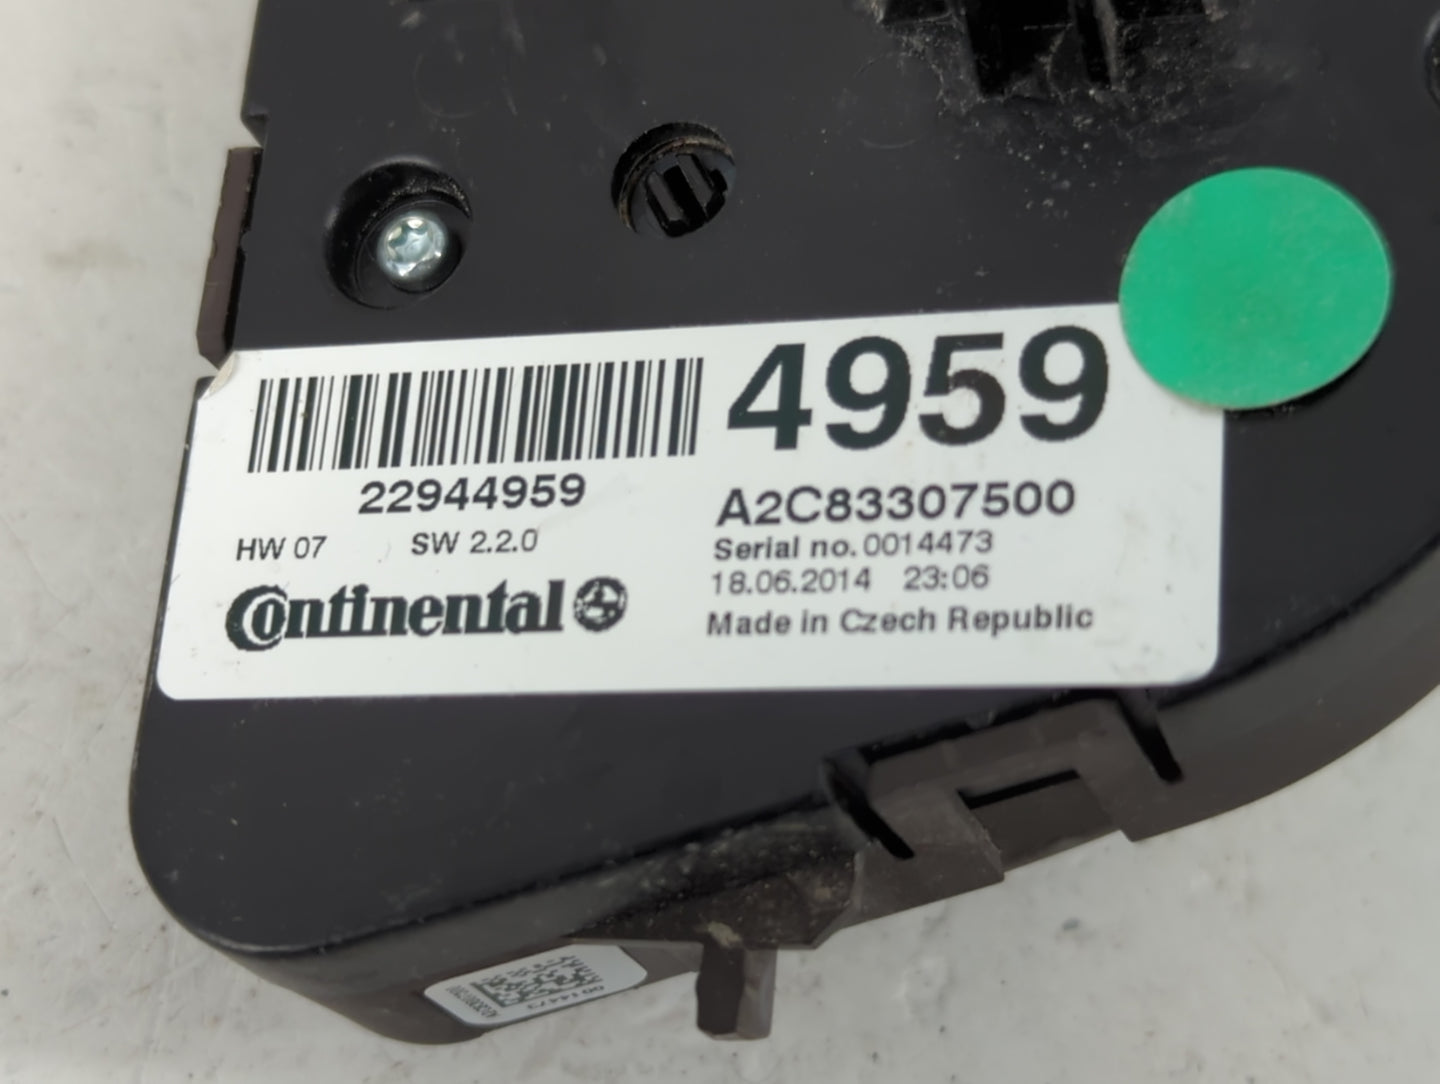 4959
22944959
A2C83307500
HW 07 SW 2.2.0
Serial no. 0014473
18.06.2014 23:06
Continental
Made in Czech Republic
0014473